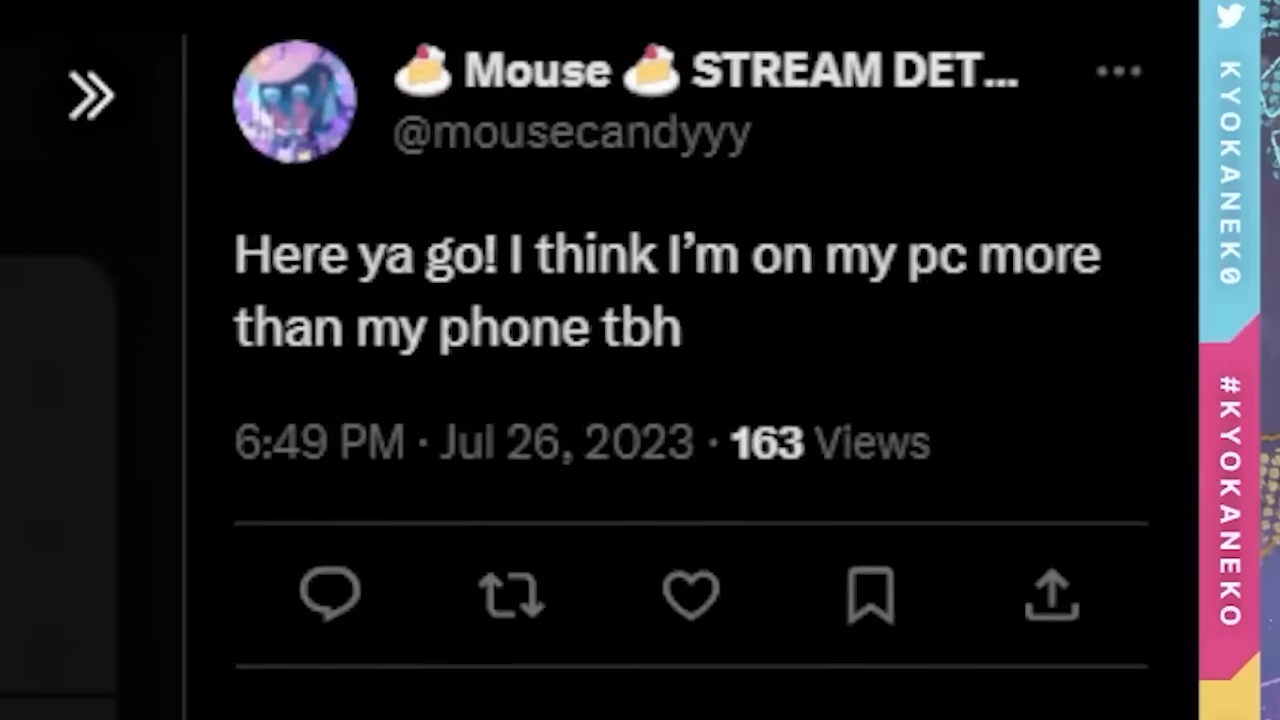 🍰 Mouse 🍰 STREAM DET...
@mousecandyyy
Here ya go! I think I’m on my pc more
than my phone tbh
6:49 PM · Jul 26, 2023 · 163 Views
KYOKANEK0
#KYOKANEKO